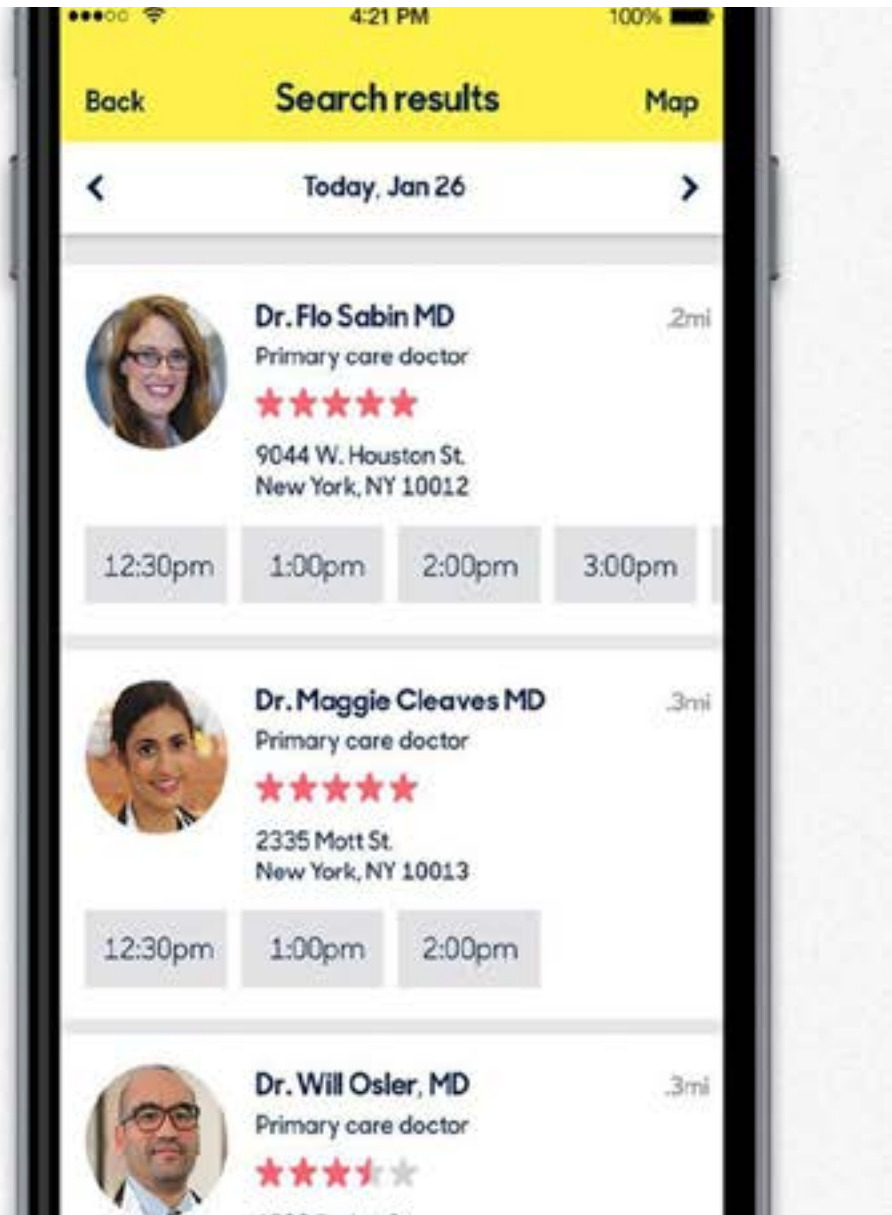 4:21 PM 100%
Back Search results Map
Today, Jan 26
Dr. Flo Sabin MD .2mi
Primary care doctor
9044 W. Houston St.
New York, NY 10012
12:30pm 1:00pm 2:00pm 3:00pm
Dr. Maggie Cleaves MD .3mi
Primary care doctor
2335 Mott St.
New York, NY 10013
12:30pm 1:00pm 2:00pm
Dr. Will Osler, MD .3mi
Primary care doctor